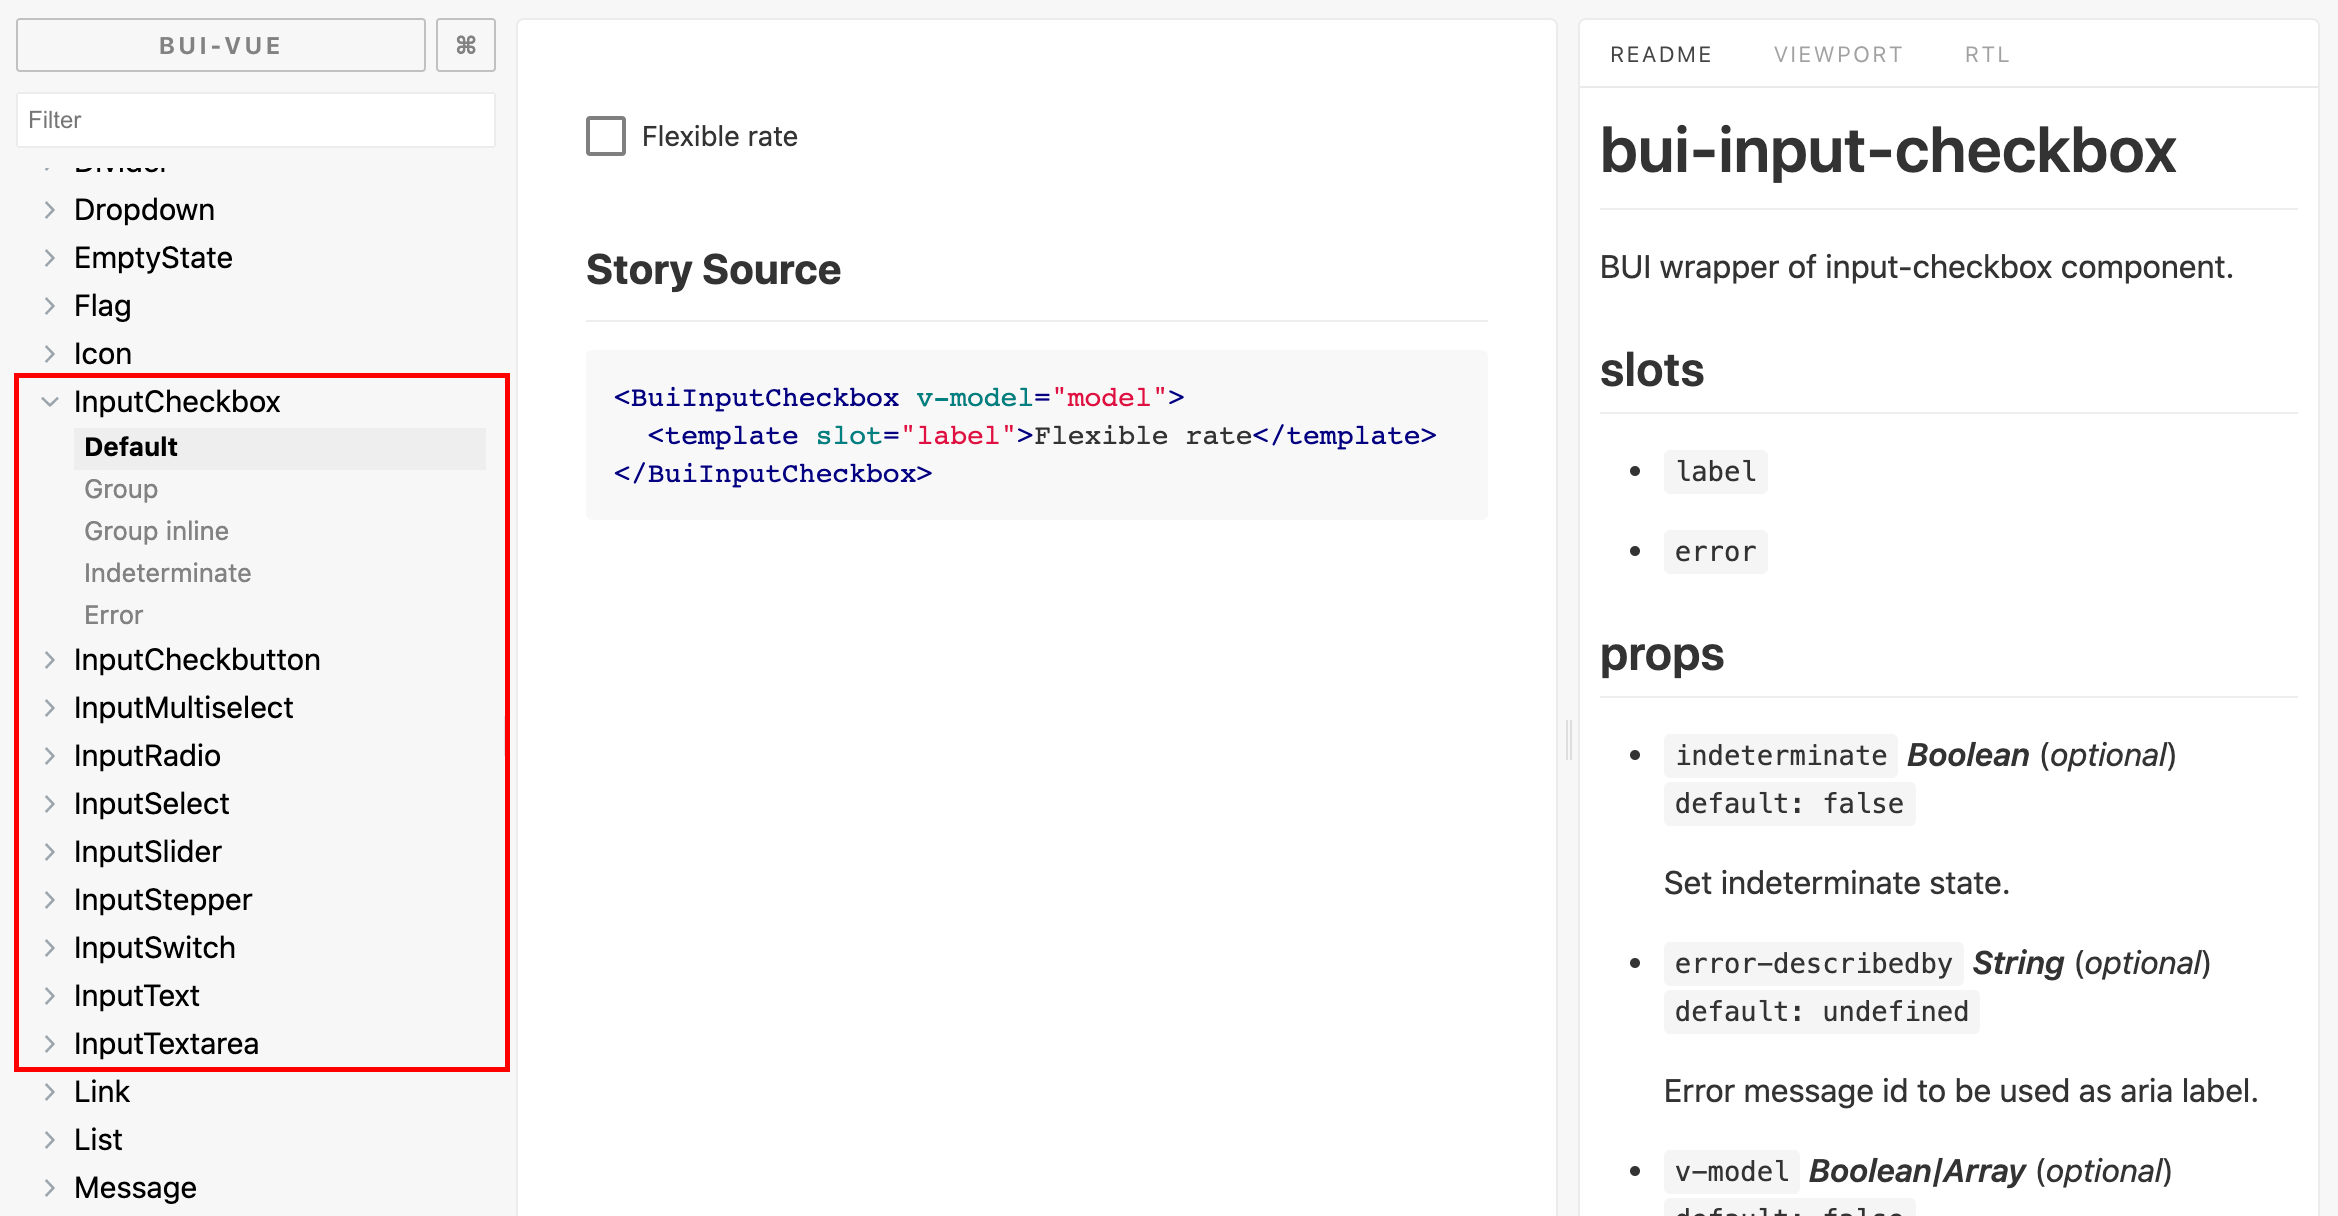 BUI-VUE
⌘
Filter
Divider
Dropdown
EmptyState
Flag
Icon
InputCheckbox
Default
Group
Group inline
Indeterminate
Error
InputCheckbutton
InputMultiselect
InputRadio
InputSelect
InputSlider
InputStepper
InputSwitch
InputText
InputTextarea
Link
List
Message
Flexible rate
Story Source
<BuiInputCheckbox v-model="model">
<template slot="label">Flexible rate</template>
</BuiInputCheckbox>
README VIEWPORT RTL
bui-input-checkbox
BUI wrapper of input-checkbox component.
slots
• label
• error
props
• indeterminate Boolean (optional)
default: false
Set indeterminate state.
• error-describedby String (optional)
default: undefined
Error message id to be used as aria label.
• v-model Boolean|Array (optional)
default: false